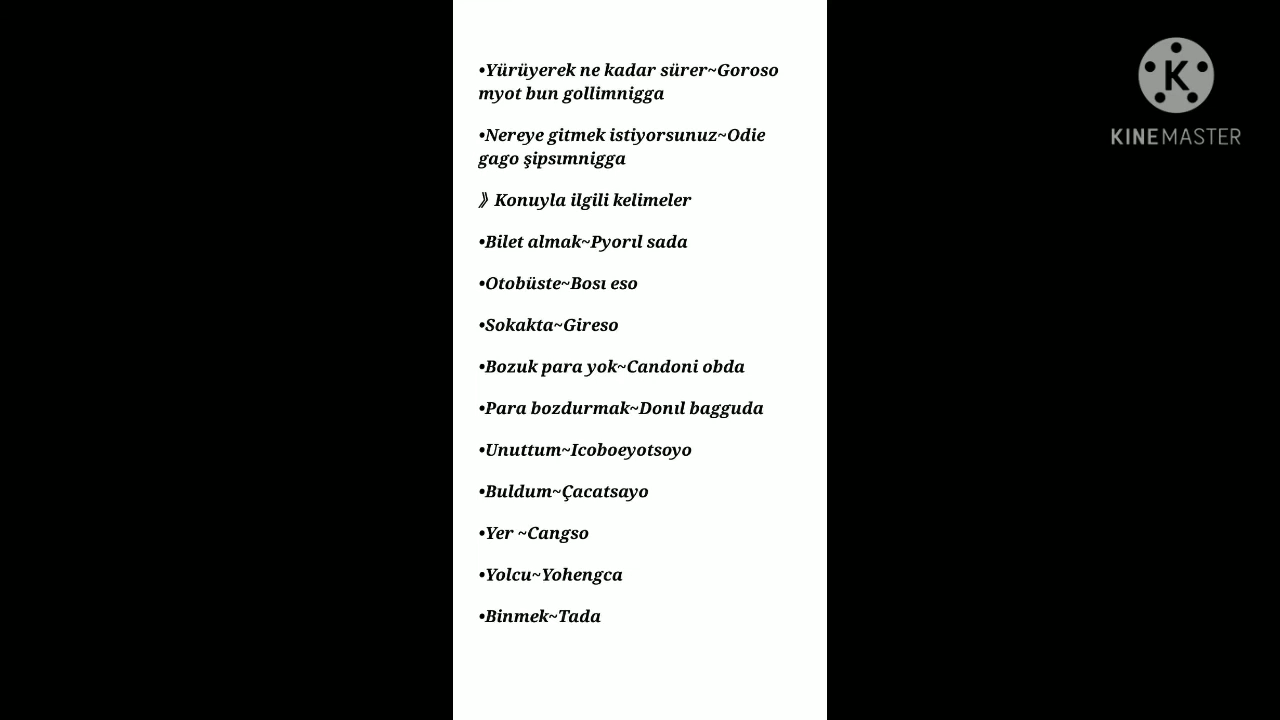 •Yürüyerek ne kadar sürer~Goroso
myot bun gollimnigga
•Nereye gitmek istiyorsunuz~Odie
gago şipsımnigga
》Konuyla ilgili kelimeler
•Bilet almak~Pyorıl sada
•Otobüste~Bosı eso
•Sokakta~Gireso
•Bozuk para yok~Candoni obda
•Para bozdurmak~Donıl bagguda
•Unuttum~Icoboeyotsoyo
•Buldum~Çacatsayo
•Yer ~Cangso
•Yolcu~Yohengca
•Binmek~Tada
K
KINEMASTER